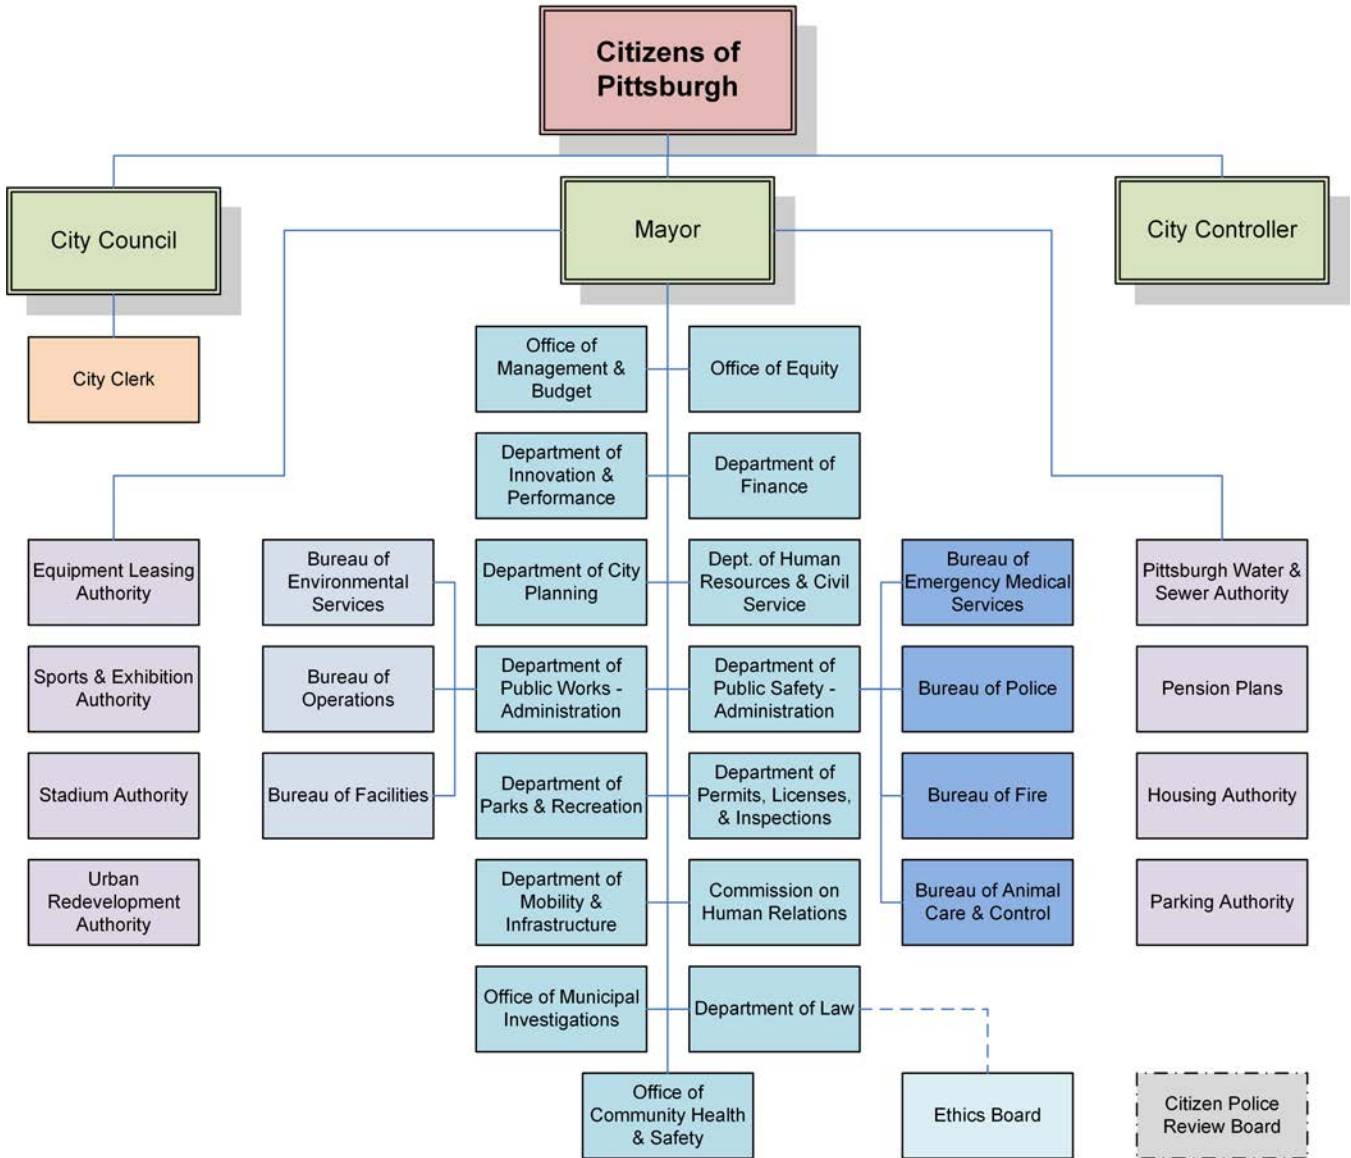 Citizens of
Pittsburgh
City Council
Mayor
City Controller
City Clerk
Office of
Management &
Budget
Office of Equity
Department of
Innovation &
Performance
Department of
Finance
Equipment Leasing
Authority
Bureau of
Environmental
Services
Department of City
Planning
Dept. of Human
Resources & Civil
Service
Bureau of
Emergency Medical
Services
Pittsburgh Water &
Sewer Authority
Sports & Exhibition
Authority
Bureau of
Operations
Department of
Public Works -
Administration
Department of
Public Safety -
Administration
Bureau of Police
Pension Plans
Stadium Authority
Bureau of Facilities
Department of
Parks & Recreation
Department of
Permits, Licenses,
& Inspections
Bureau of Fire
Housing Authority
Urban
Redevelopment
Authority
Department of
Mobility &
Infrastructure
Commission on
Human Relations
Bureau of Animal
Care & Control
Parking Authority
Office of Municipal
Investigations
Department of Law
Office of
Community Health
& Safety
Ethics Board
Citizen Police
Review Board